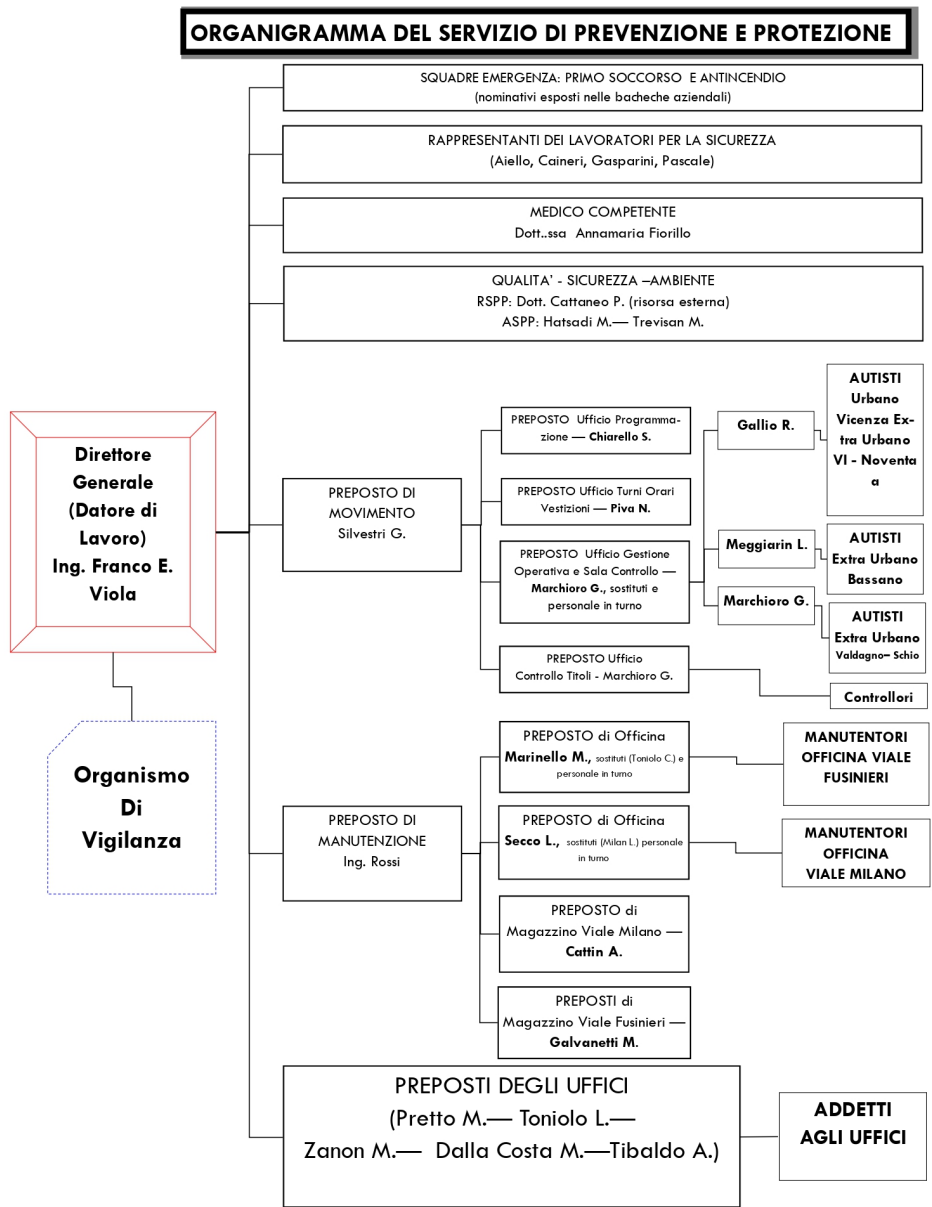 ORGANIGRAMMA DEL SERVIZIO DI PREVENZIONE E PROTEZIONE
SQUADRE EMERGENZA: PRIMO SOCCORSO E ANTINCENDIO
(nominativi esposti nelle bacheche aziendali)
RAPPRESENTANTI DEI LAVORATORI PER LA SICUREZZA
(Aiello, Caineri, Gasparini, Pascale)
MEDICO COMPETENTE
Dott..ssa Annamaria Fiorillo
QUALITA' - SICUREZZA –AMBIENTE
RSPP: Dott. Cattaneo P. (risorsa esterna)
ASPP: Hatsadi M.— Trevisan M.
Direttore
Generale
(Datore di
Lavoro)
Ing. Franco E.
Viola
Organismo
Di
Vigilanza
PREPOSTO DI
MOVIMENTO
Silvestri G.
PREPOSTO Ufficio Programma-
zione — Chiarello S.
PREPOSTO Ufficio Turni Orari
Vestizioni — Piva N.
PREPOSTO Ufficio Gestione
Operativa e Sala Controllo —
Marchioro G., sostituti e
personale in turno
PREPOSTO Ufficio
Controllo Titoli - Marchioro G.
Gallio R.
Meggiarin L.
Marchioro G.
AUTISTI
Urbano
Vicenza Ex-
tra Urbano
VI - Noventa
a
AUTISTI
Extra Urbano
Bassano
AUTISTI
Extra Urbano
Valdagno– Schio
Controllori
PREPOSTO DI
MANUTENZIONE
Ing. Rossi
PREPOSTO di Officina
Marinello M., sostituti (Toniolo C.) e
personale in turno
PREPOSTO di Officina
Secco L., sostituti (Milan L.) personale
in turno
PREPOSTO di
Magazzino Viale Milano —
Cattin A.
PREPOSTI di
Magazzino Viale Fusinieri —
Galvanetti M.
MANUTENTORI
OFFICINA VIALE
FUSINIERI
MANUTENTORI
OFFICINA
VIALE MILANO
PREPOSTI DEGLI UFFICI
(Pretto M.— Toniolo L.—
Zanon M.— Dalla Costa M.—Tibaldo A.)
ADDETTI
AGLI UFFICI